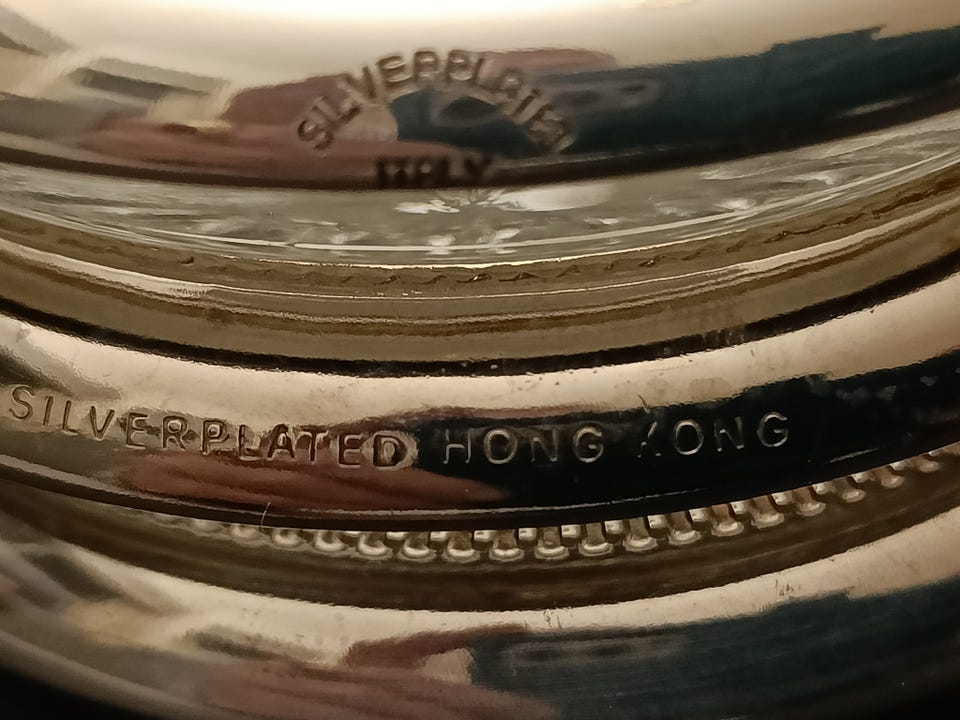 SILVERPLATED
ITALY
SILVERPLATED HONG KONG